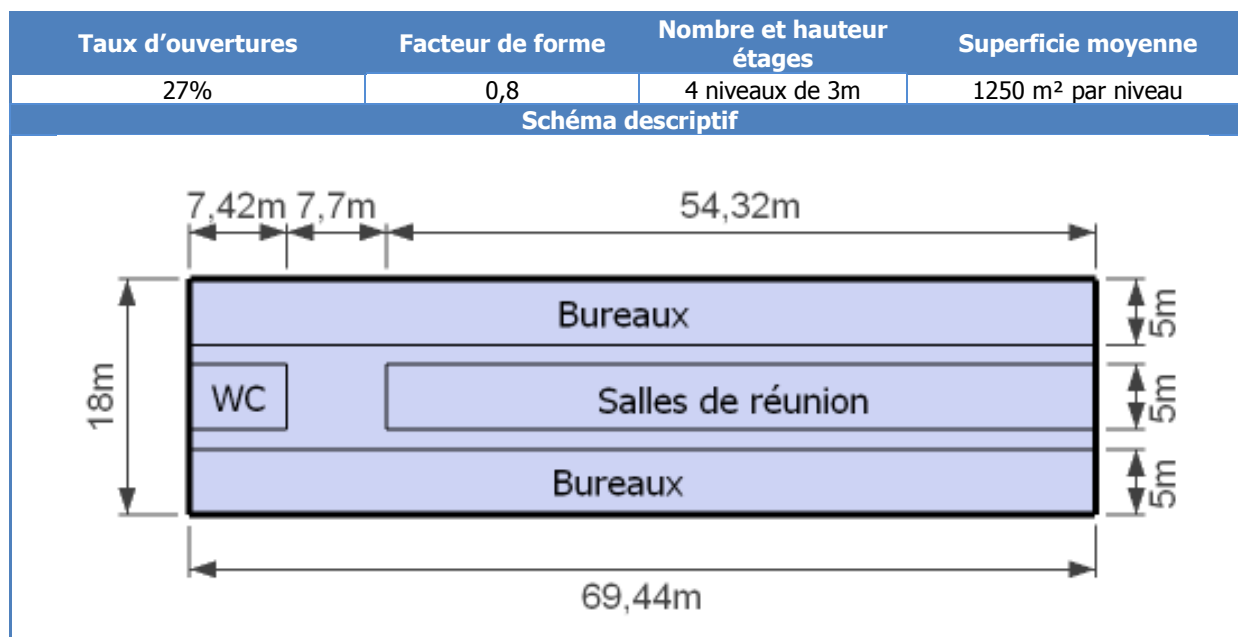 Taux d’ouvertures Facteur de forme Nombre et hauteur étages Superficie moyenne
27% 0,8 4 niveaux de 3m 1250 m² par niveau
Schéma descriptif
7,42m 7,7m 54,32m
Bureaux 5m
18m WC Salles de réunion 5m
Bureaux 5m
69,44m